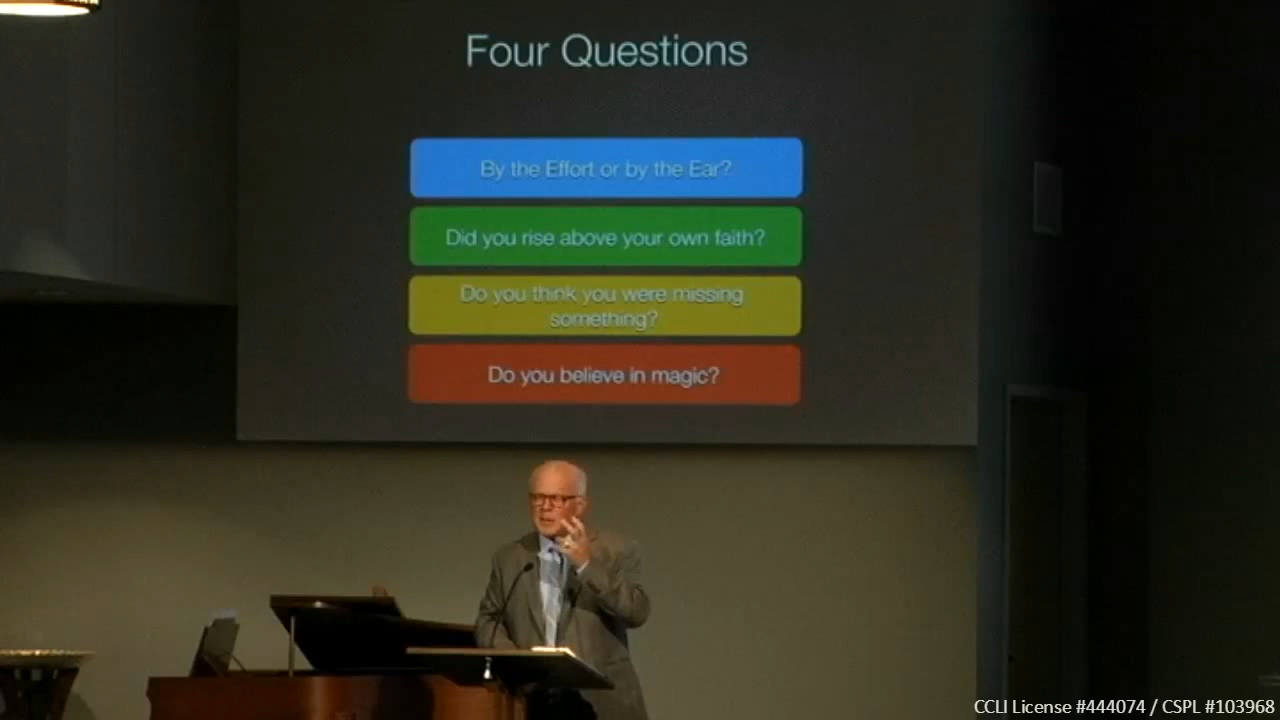 Four Questions
By the Effort or by the Ear?
Did you rise above your own faith?
Do you think you were missing
something?
Do you believe in magic?
CCLI License #444074 / CSPL #103968